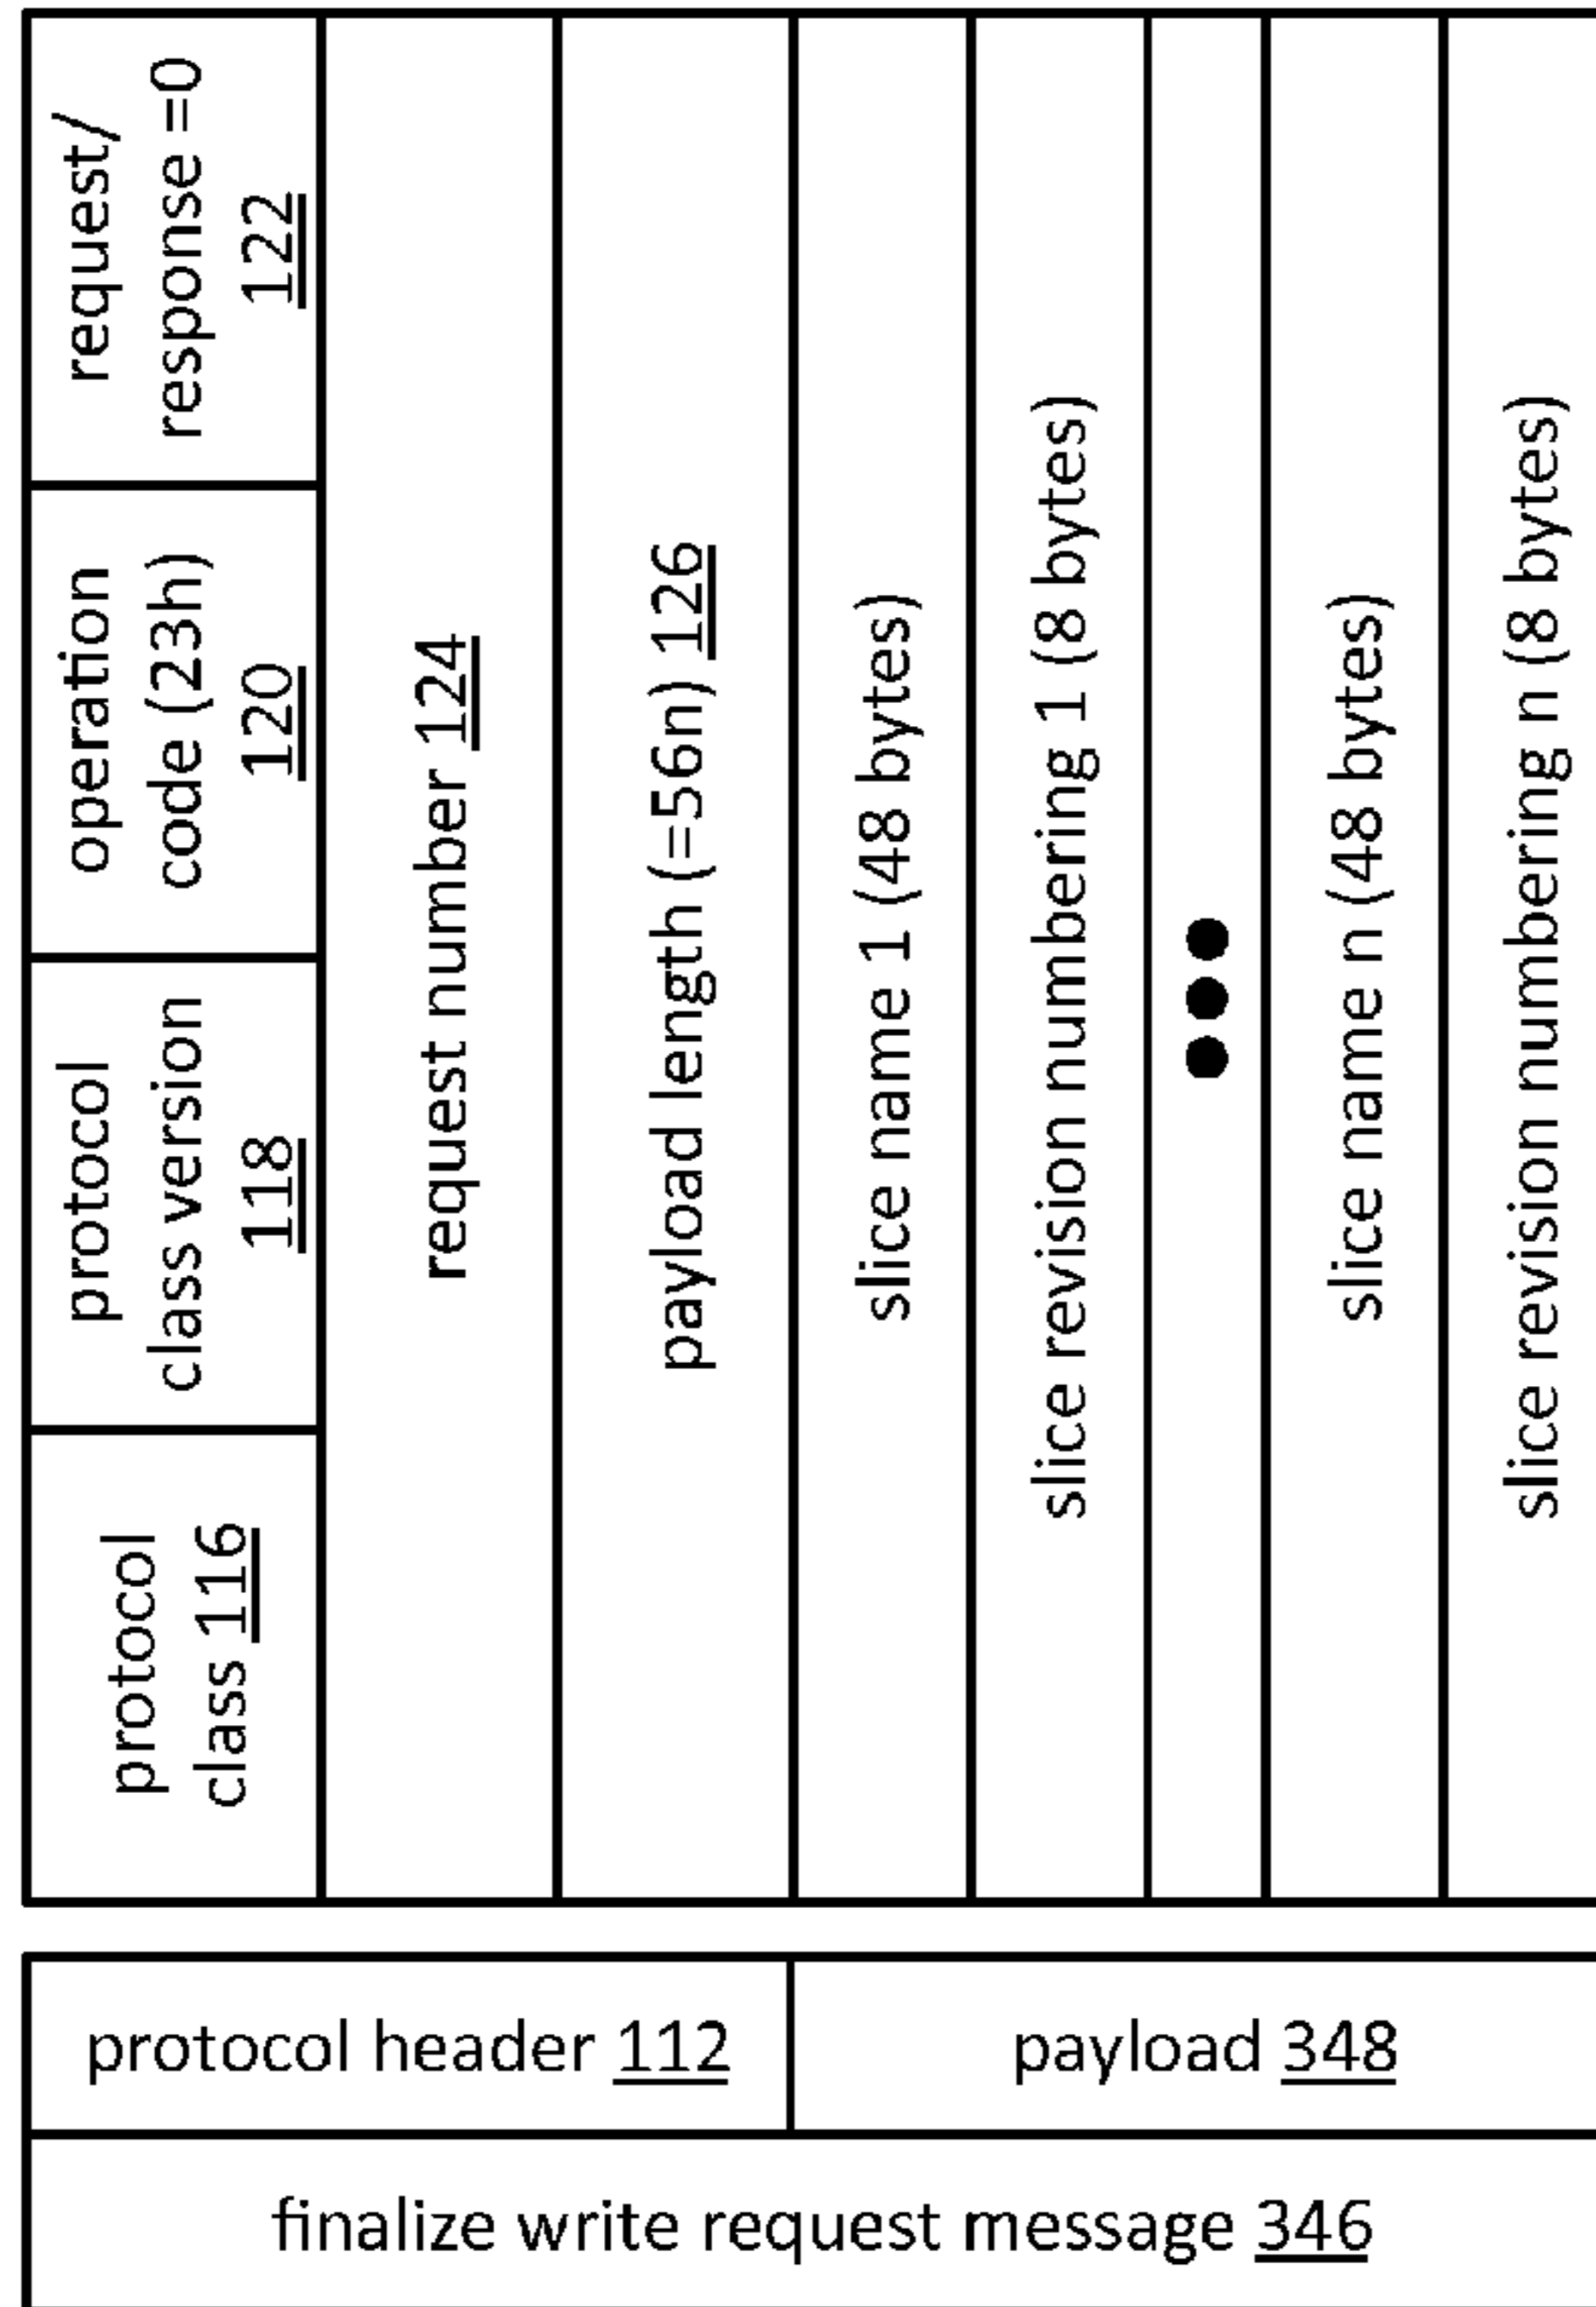 protocol
class 116
protocol
class version
118
operation
code (23h)
120
request/
response =0
122
request number 124
payload length (=56n) 126
slice name 1 (48 bytes)
slice revision numbering 1 (8 bytes)
●●●
slice name n (48 bytes)
slice revision numbering n (8 bytes)
protocol header 112
payload 348
finalize write request message 346